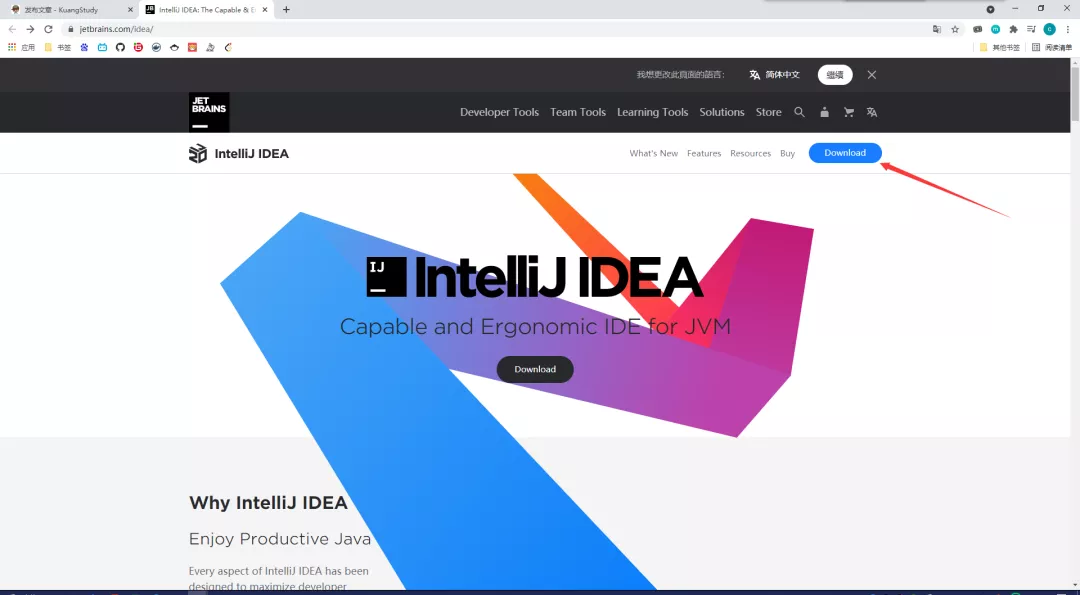 发布文章 - KuangStudy
IntelliJ IDEA: The Capable & E
jetbrains.com/idea/
应用
书签
其他书签
阅读清单
我想更改此頁面的語言:
简体中文
繼續
JET
BRAINS
Developer Tools
Team Tools
Learning Tools
Solutions
Store
IntelliJ IDEA
What's New
Features
Resources
Buy
Download
IJ
IntelliJ IDEA
Capable and Ergonomic IDE for JVM
Download
Why IntelliJ IDEA
Enjoy Productive Java
Every aspect of IntelliJ IDEA has been
designed to maximize developer